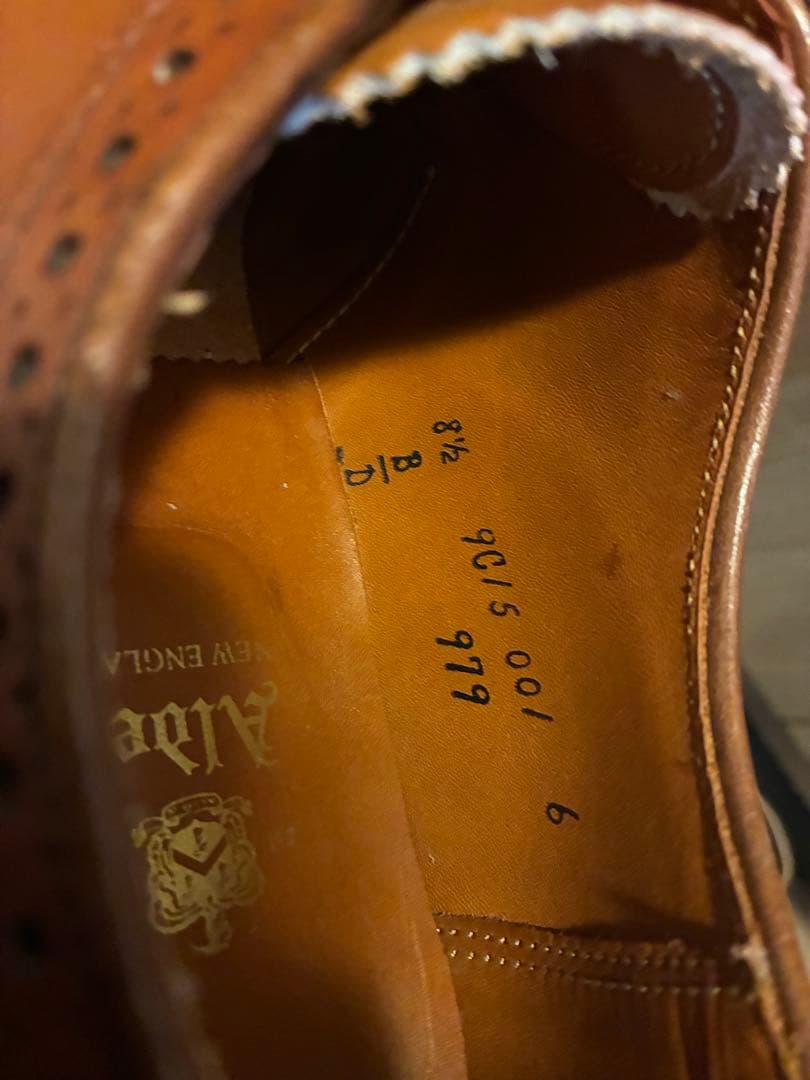 8½
B
D
9C15 001 6
979
Alde
NEW ENGLA